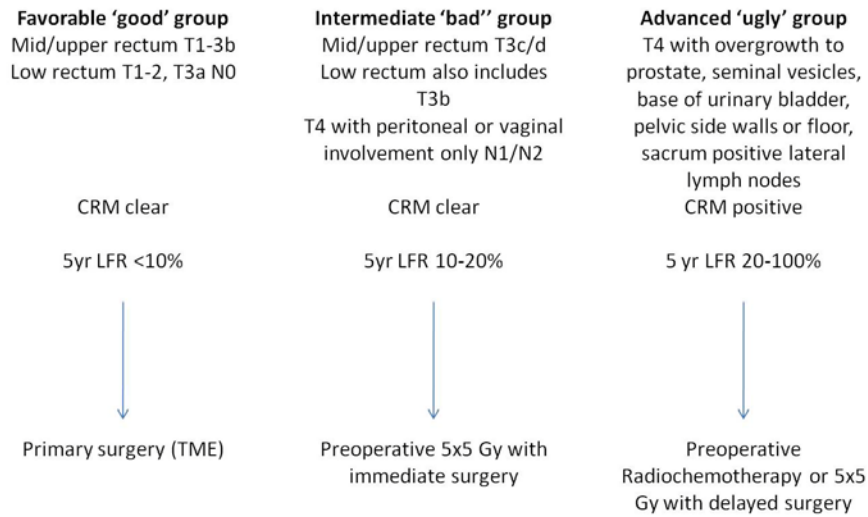 Favorable ‘good’ group
Mid/upper rectum T1-3b
Low rectum T1-2, T3a N0
CRM clear
5yr LFR <10%
Primary surgery (TME)
Intermediate ‘bad’’ group
Mid/upper rectum T3c/d
Low rectum also includes
T3b
T4 with peritoneal or vaginal
involvement only N1/N2
CRM clear
5yr LFR 10-20%
Preoperative 5x5 Gy with
immediate surgery
Advanced ‘ugly’ group
T4 with overgrowth to
prostate, seminal vesicles,
base of urinary bladder,
pelvic side walls or floor,
sacrum positive lateral
lymph nodes
CRM positive
5 yr LFR 20-100%
Preoperative
Radiochemotherapy or 5x5
Gy with delayed surgery